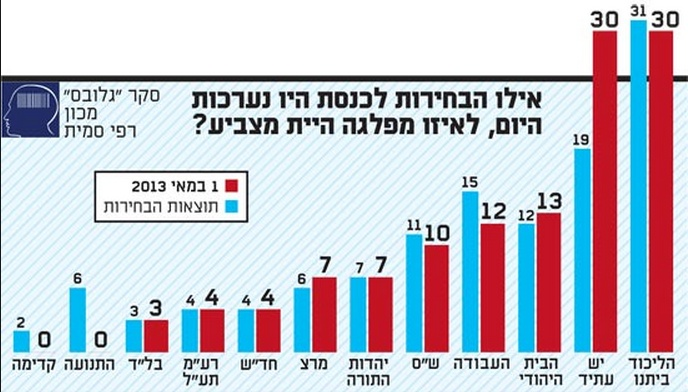 31 30
30
19
אילו הבחירות לכנסת היו נערכות
היום, לאיזו מפלגה היית מצביע?
סקר "גלובס"
מכון
רפי סמית
1 במאי 2013
תוצאות הבחירות
15 12
12 13
11 10
7 7
6 7
4 4
4 4
3 3
6 0
2 0
הליכוד
ביתנו
יש
עתיד
הבית
היהודי
העבודה
ש"ס
יהדות
התורה
מרצ
חד"ש
רע"מ
תע"ל
בל"ד
התנועה
קדימה